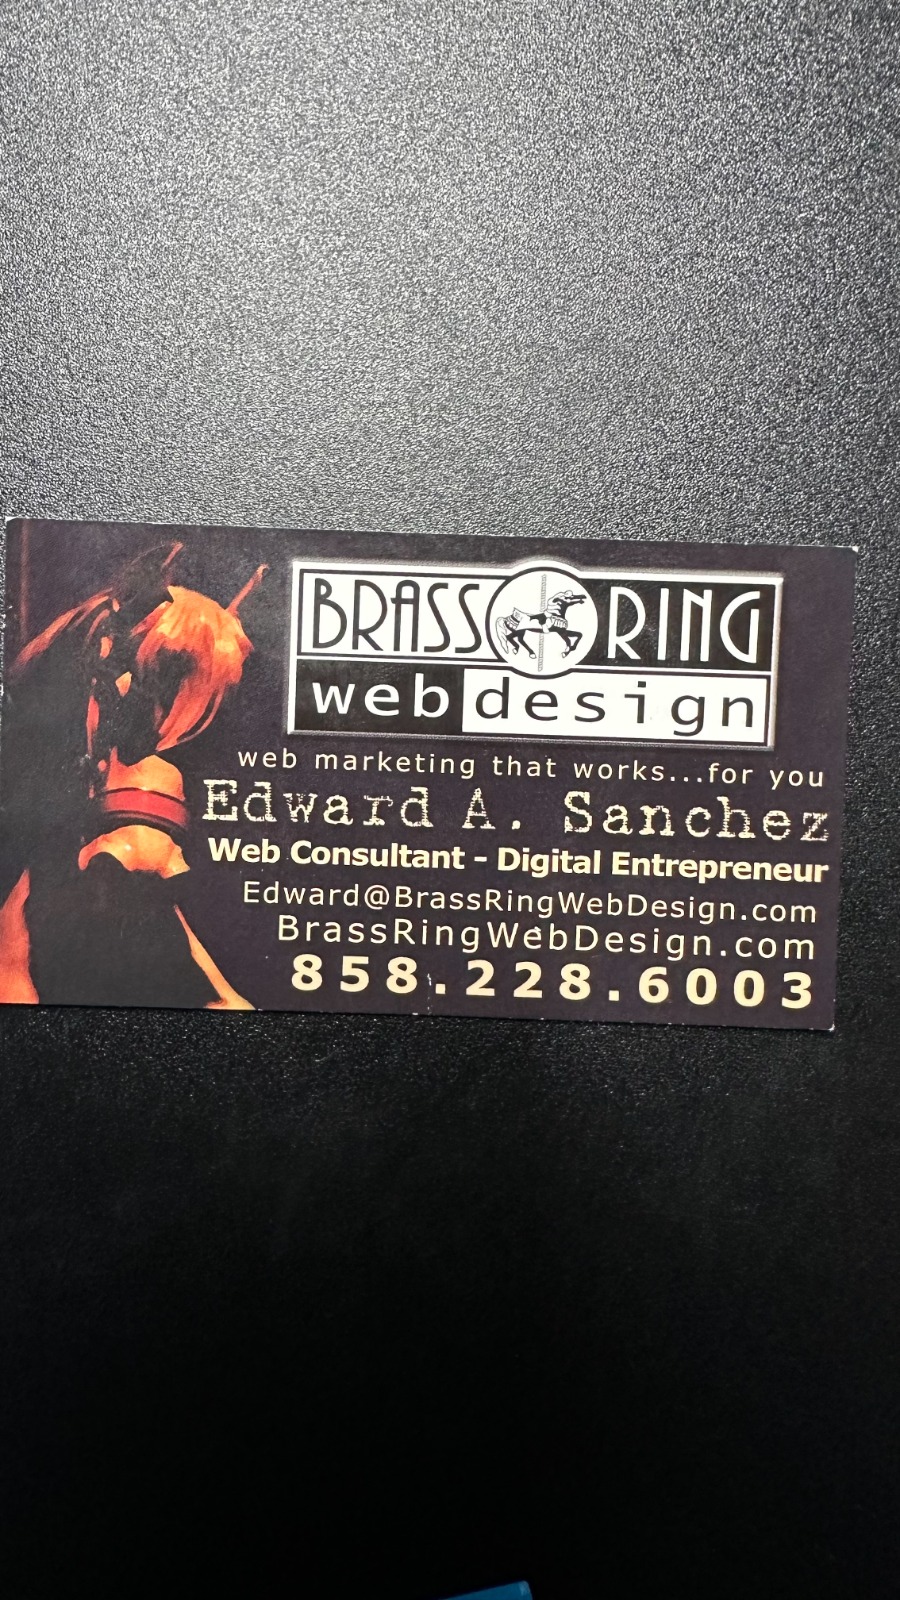 BRASS RING
web design
web marketing that works...for you
Edward A. Sanchez
Web Consultant - Digital Entrepreneur
Edward@BrassRingWebDesign.com
BrassRingWebDesign.com
858.228.6003